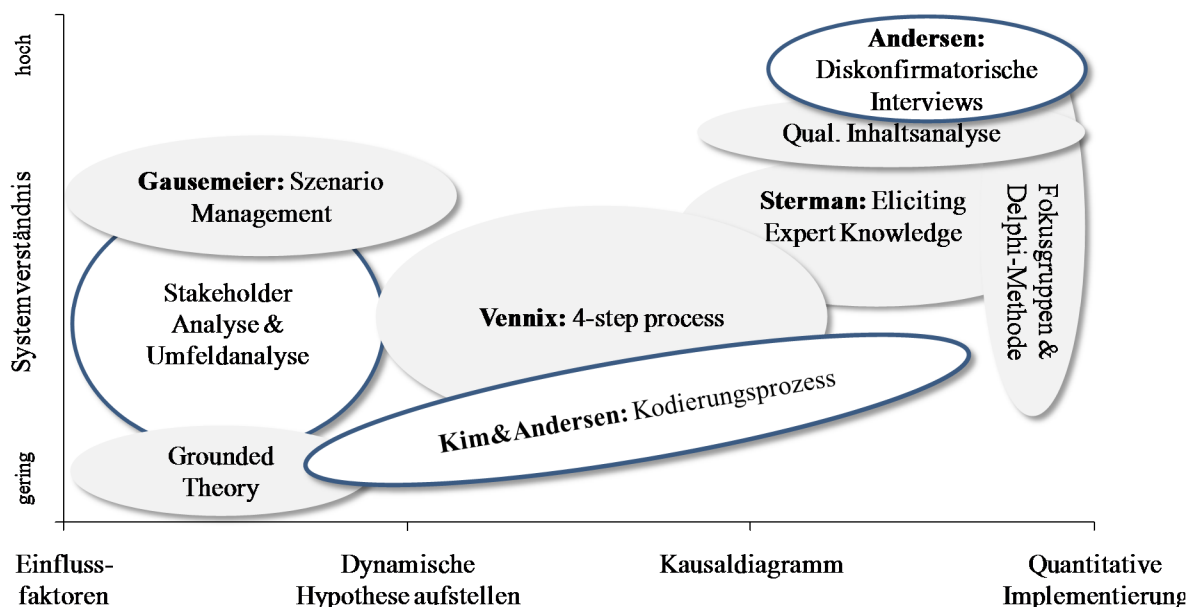 hoch
Systemverständnis
gering
Andersen:
Diskonfirmatorische
Interviews
Qual. Inhaltsanalyse
Gausemeier: Szenario
Management
Sterman: Eliciting
Expert Knowledge
Fokusgruppen &
Delphi-Methode
Stakeholder
Analyse &
Umfeldanalyse
Vennix: 4-step process
Kim&Andersen: Kodierungsprozess
Grounded
Theory
Einfluss-
faktoren
Dynamische
Hypothese aufstellen
Kausaldiagramm
Quantitative
Implementierung